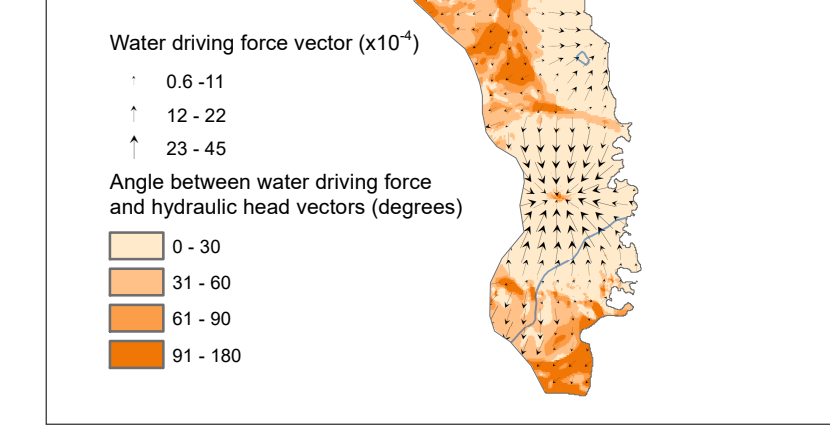 Water driving force vector (x10⁻⁴)
0.6 -11
12 - 22
23 - 45
Angle between water driving force
and hydraulic head vectors (degrees)
0 - 30
31 - 60
61 - 90
91 - 180